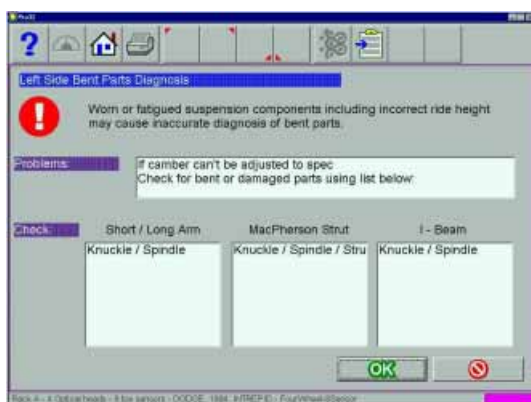 Left Side Bent Parts Diagnosis
Worn or fatigued suspension components including incorrect ride height
may cause inaccurate diagnosis of bent parts.
Problems:
If camber can't be adjusted to spec
Check for bent or damaged parts using list below:
Check:
Short / Long Arm
MacPherson Strut
I - Beam
Knuckle / Spindle
Knuckle / Spindle / Stru
Knuckle / Spindle
OK